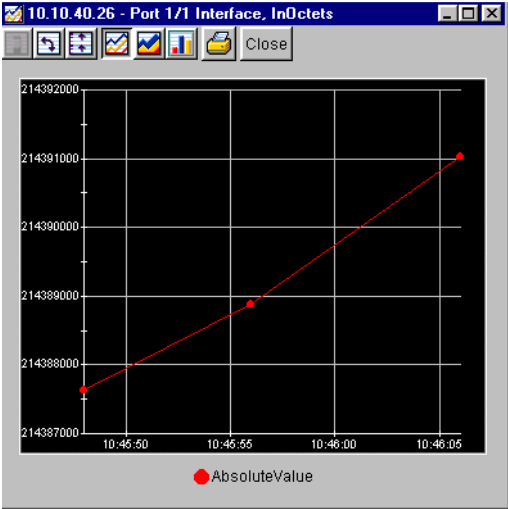 10.10.40.26 - Port 1/1 Interface, InOctets
Close
214392000
214391000
214390000
214389000
214388000
214387000
10:45:50 10:45:55 10:46:00 10:46:05
AbsoluteValue